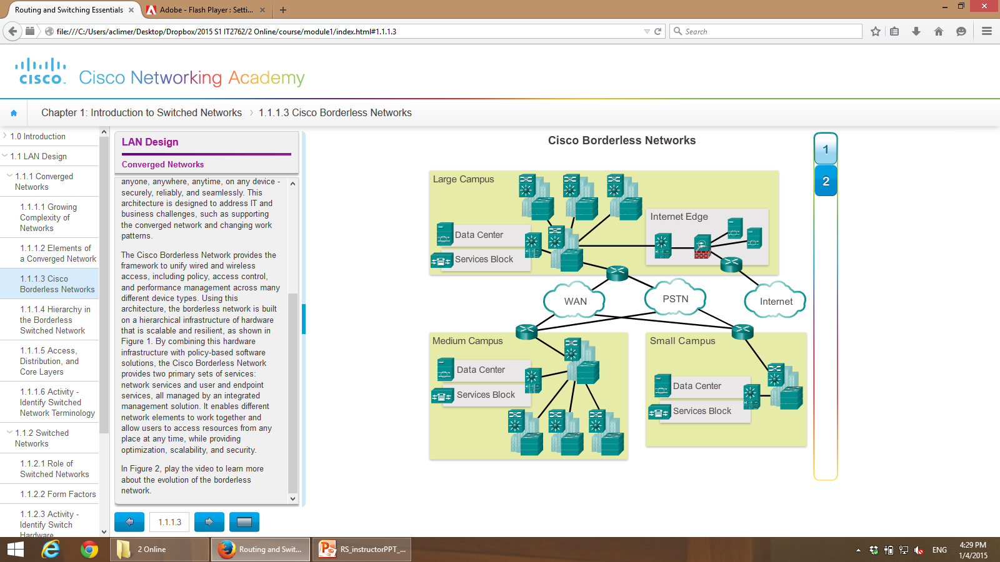 Routing and Switching Essentials
Adobe - Flash Player : Setti...
file:///C:/Users/aclimer/Desktop/Dropbox/2015 S1 IT2762/2 Online/course/module1/index.html#1.1.1.3
Search
CISCO.
Cisco Networking Academy
Chapter 1: Introduction to Switched Networks
1.1.1.3 Cisco Borderless Networks
1.0 Introduction
1.1 LAN Design
1.1.1 Converged
Networks
1.1.1.1 Growing
Complexity of
Networks
1.1.1.2 Elements of
a Converged Network
1.1.1.3 Cisco
Borderless Networks
1.1.1.4 Hierarchy in
the Borderless
Switched Network
1.1.1.5 Access,
Distribution, and
Core Layers
1.1.1.6 Activity -
Identify Switched
Network Terminology
1.1.2 Switched
Networks
1.1.2.1 Role of
Switched Networks
1.1.2.2 Form Factors
1.1.2.3 Activity -
Identify Switch
Hardware
LAN Design
Converged Networks
anyone, anywhere, anytime, on any device -
securely, reliably, and seamlessly. This
architecture is designed to address IT and
business challenges, such as supporting
the converged network and changing work
patterns.
The Cisco Borderless Network provides the
framework to unify wired and wireless
access, including policy, access control,
and performance management across many
different device types. Using this
architecture, the borderless network is built
on a hierarchical infrastructure of hardware
that is scalable and resilient, as shown in
Figure 1. By combining this hardware
infrastructure with policy-based software
solutions, the Cisco Borderless Network
provides two primary sets of services:
network services and user and endpoint
services, all managed by an integrated
management solution. It enables different
network elements to work together and
allow users to access resources from any
place at any time, while providing
optimization, scalability, and security.
In Figure 2, play the video to learn more
about the evolution of the borderless
network.
1.1.1.3
Cisco Borderless Networks
Large Campus
Data Center
Services Block
Internet Edge
WAN
PSTN
Internet
Medium Campus
Data Center
Services Block
Small Campus
Data Center
Services Block
1
2
2 Online
Routing and Swit...
RS_instructorPPT_...
ENG
4:29 PM
1/4/2015